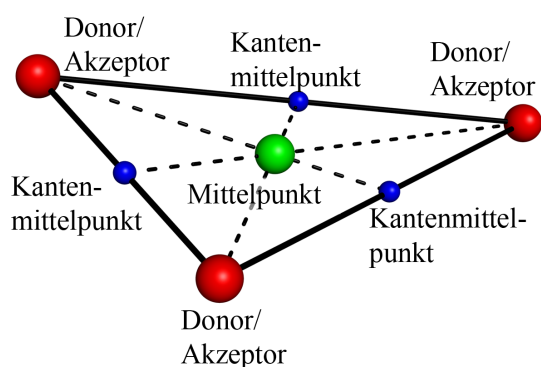 Donor/
Akzeptor
Kanten-
mittelpunkt
Donor/
Akzeptor
Kanten-
mittelpunkt
Mittelpunkt
Kantenmittel-
punkt
Donor/
Akzeptor